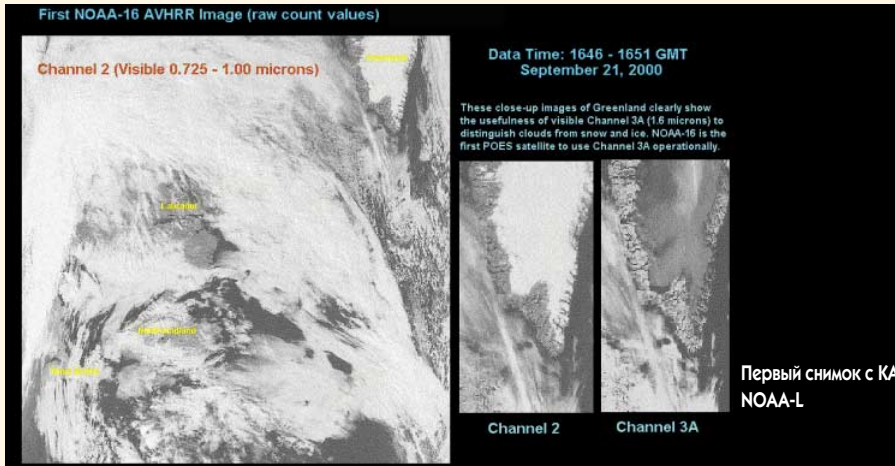 First NOAA-16 AVHRR Image (raw count values)
Channel 2 (Visible 0.725 - 1.00 microns)
Greenland
Labrador
Newfoundland
Data Time: 1646 - 1651 GMT
September 21, 2000
These close-up images of Greenland clearly show
the usefulness of visible Channel 3A (1.6 microns) to
distinguish clouds from snow and ice. NOAA-16 is the
first POES satellite to use Channel 3A operationally.
Channel 2
Channel 3A
Первый снимок с КА
NOAA-L